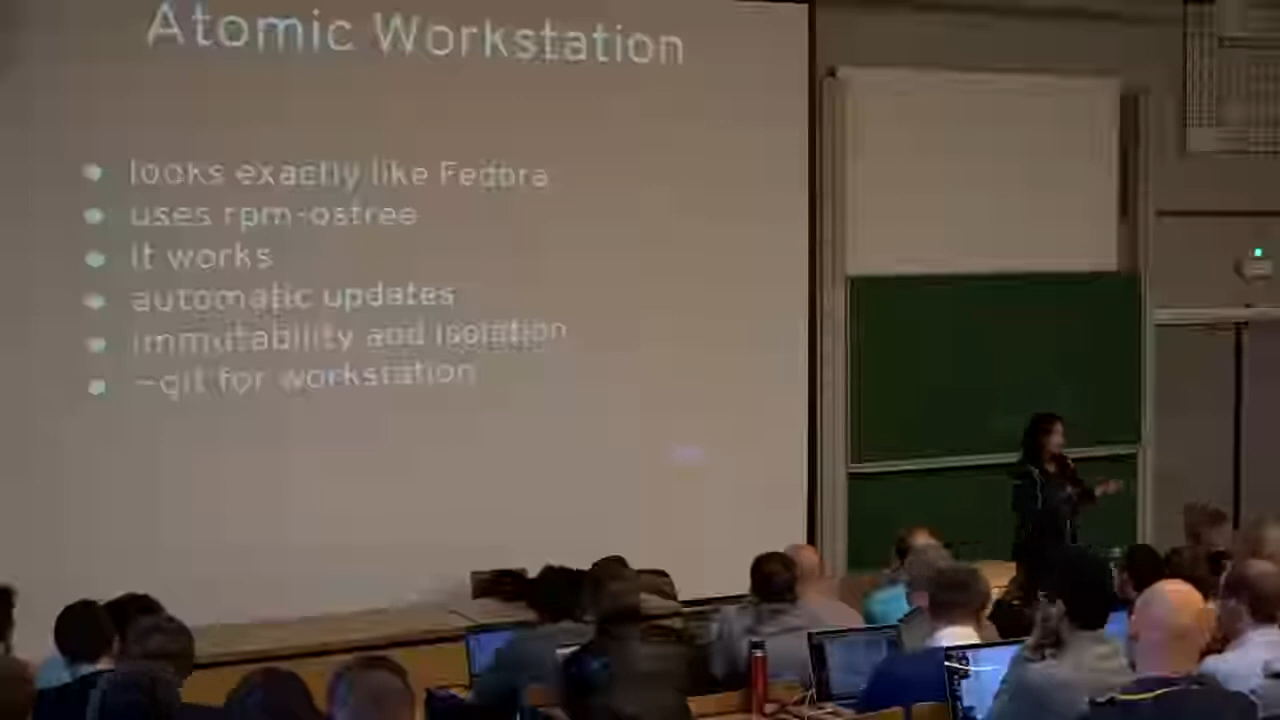 Atomic Workstation
looks exactly like Fedora
uses rpm-ostree
it works
automatic updates
immutability and isolation
~git for workstation